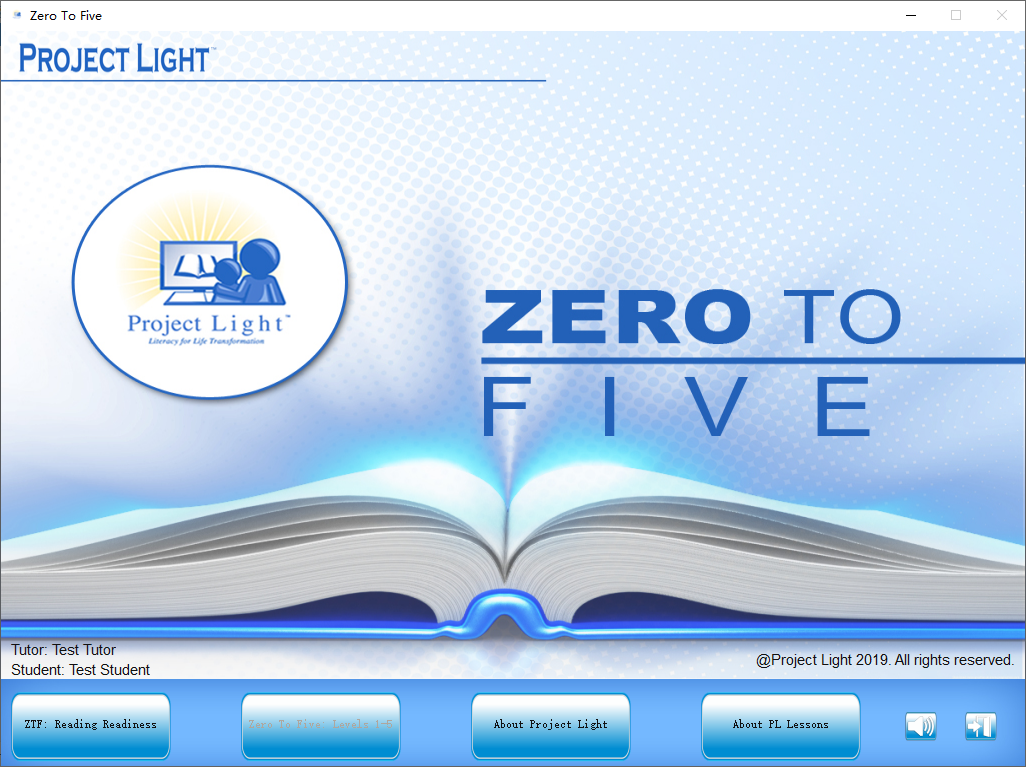 Zero To Five
PROJECT LIGHT™
Project Light™
Literacy for Life Transformation
ZERO TO
FIVE
Tutor: Test Tutor
Student: Test Student
@Project Light 2019. All rights reserved.
ZTF: Reading Readiness
Zero To Five: Levels 1-5
About Project Light
About PL Lessons